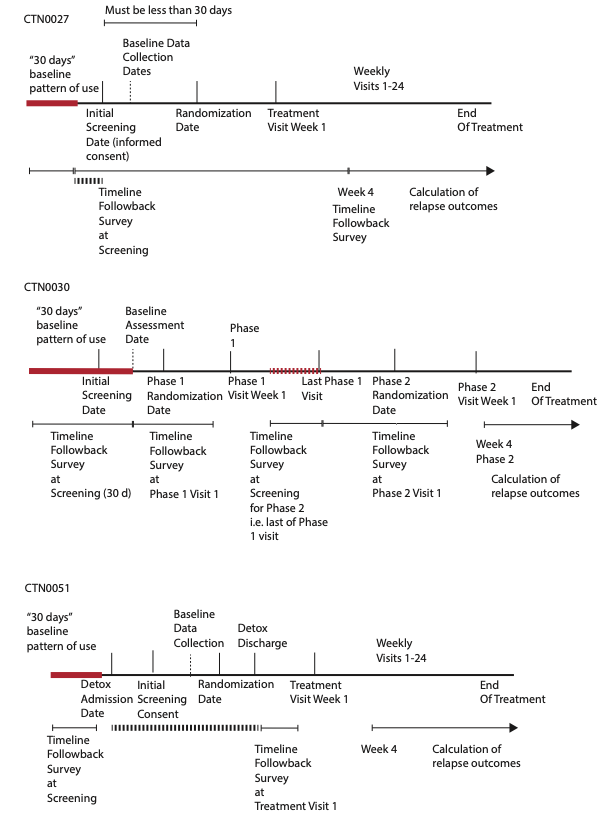 CTN0027
Must be less than 30 days
Baseline Data
Collection
Dates
“30 days”
baseline
pattern of use
Weekly
Visits 1-24
Initial
Screening
Date (informed
consent)
Randomization
Date
Treatment
Visit Week 1
End
Of Treatment
Timeline
Followback
Survey
at
Screening
Week 4
Timeline
Followback
Survey
Calculation of
relapse outcomes
CTN0030
“30 days”
baseline
pattern of use
Baseline
Assessment
Date
Phase
1
Initial
Screening
Date
Phase 1
Randomization
Date
Phase 1
Visit Week 1
Last Phase 1
Visit
Phase 2
Randomization
Date
Phase 2
Visit Week 1
End
Of Treatment
Timeline
Followback
Survey
at
Screening (30 d)
Timeline
Followback
Survey
at
Phase 1 Visit 1
Timeline
Followback
Survey
at
Screening
for Phase 2
i.e. last of Phase
1 visit
Timeline
Followback
Survey
at
Phase 2 Visit 1
Week 4
Phase 2
Calculation of
relapse outcomes
CTN0051
“30 days”
baseline
pattern of use
Baseline
Data
Collection
Detox
Discharge
Weekly
Visits 1-24
Detox
Admission
Date
Initial
Screening
Consent
Randomization
Date
Treatment
Visit Week 1
End
Of Treatment
Timeline
Followback
Survey
at
Screening
Timeline
Followback
Survey
at
Treatment Visit 1
Week 4
Calculation of
relapse outcomes